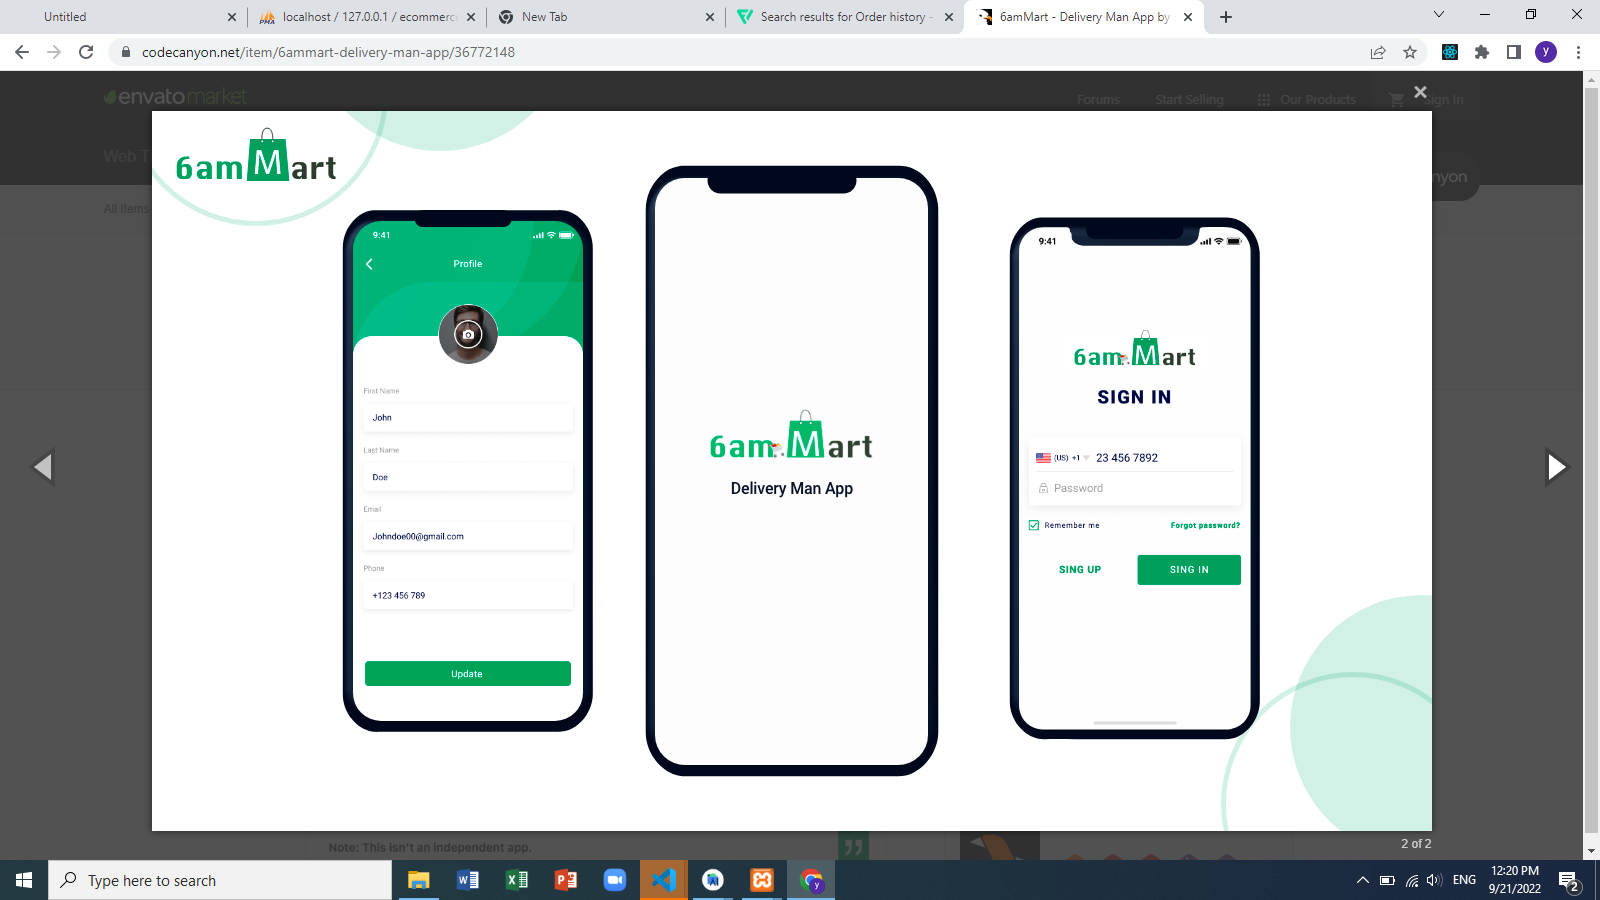 Untitled
localhost / 127.0.0.1 / ecommerc
New Tab
Search results for Order history -
6amMart - Delivery Man App by
codecanyon.net/item/6ammart-delivery-man-app/36772148
y
envato market
Forums
Start Selling
Our Products
Sign In
Web T
nyon
All items
6amMart
9:41
Profile
First Name
John
Last Name
Doe
Email
Johndoe00@gmail.com
Phone
+123 456 789
Update
6amMart
Delivery Man App
9:41
6amMart
SIGN IN
(US) +1 23 456 7892
Password
Remember me
Forgot password?
SING UP
SING IN
Note: This isn't an independent app.
2 of 2
Type here to search
ENG
12:20 PM
9/21/2022
2